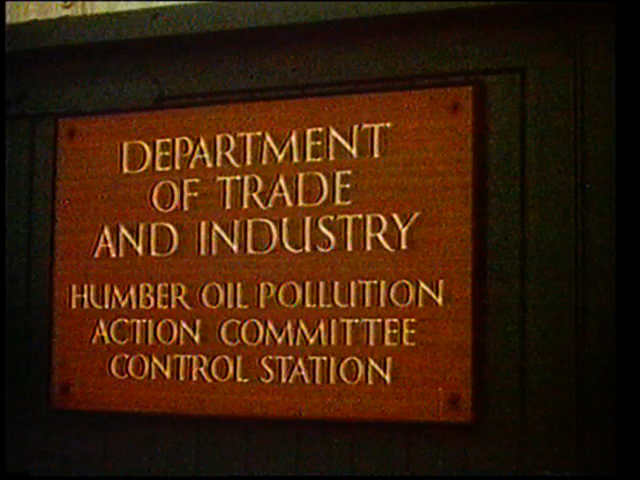 DEPARTMENT
OF TRADE
AND INDUSTRY
HUMBER OIL POLLUTION
ACTION COMMITTEE
CONTROL STATION